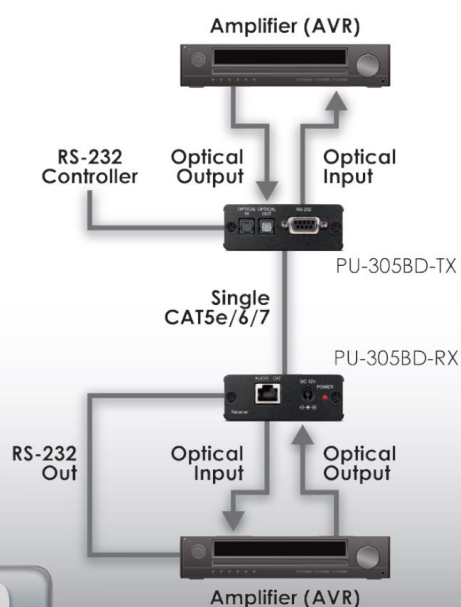 Amplifier (AVR)
RS-232
Controller
Optical
Output
Optical
Input
OPTICAL
IN
OPTICAL
OUT
RS-232
PU-305BD-TX
Single
CAT5e/6/7
PU-305BD-RX
AUDIO CAT
DC 12V
POWER
Receiver
RS-232
Out
Optical
Input
Optical
Output
Amplifier (AVR)